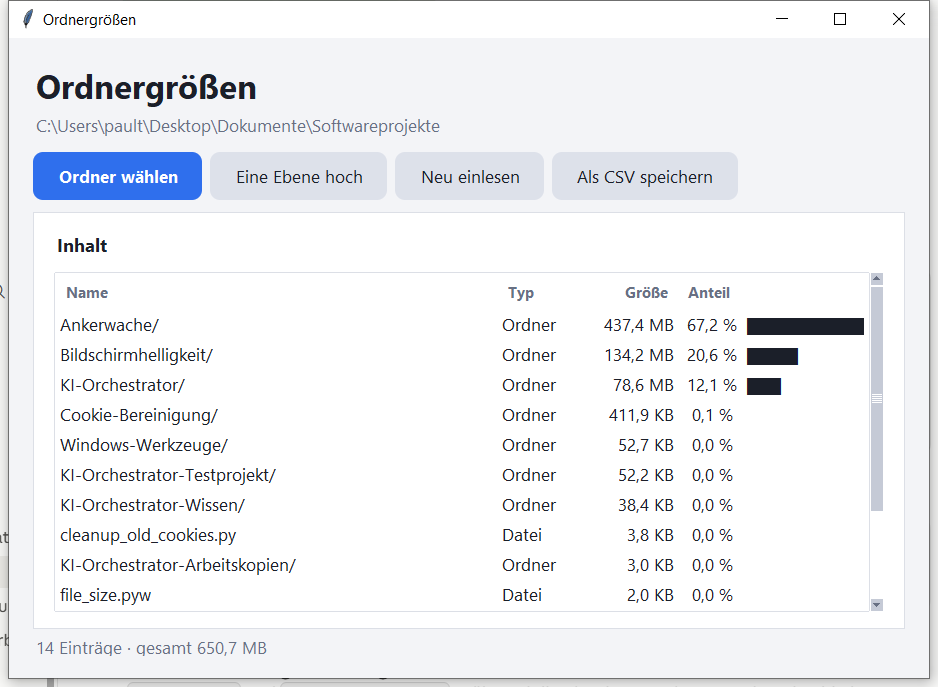 Ordnergrößen
Ordnergrößen
C:\Users\pault\Desktop\Dokumente\Softwareprojekte
Ordner wählen Eine Ebene hoch Neu einlesen Als CSV speichern
Inhalt
Name Typ Größe Anteil
Ankerwache/ Ordner 437,4 MB 67,2 %
Bildschirmhelligkeit/ Ordner 134,2 MB 20,6 %
KI-Orchestrator/ Ordner 78,6 MB 12,1 %
Cookie-Bereinigung/ Ordner 411,9 KB 0,1 %
Windows-Werkzeuge/ Ordner 52,7 KB 0,0 %
KI-Orchestrator-Testprojekt/ Ordner 52,2 KB 0,0 %
KI-Orchestrator-Wissen/ Ordner 38,4 KB 0,0 %
cleanup_old_cookies.py Datei 3,8 KB 0,0 %
KI-Orchestrator-Arbeitskopien/ Ordner 3,0 KB 0,0 %
file_size.pyw Datei 2,0 KB 0,0 %
14 Einträge · gesamt 650,7 MB